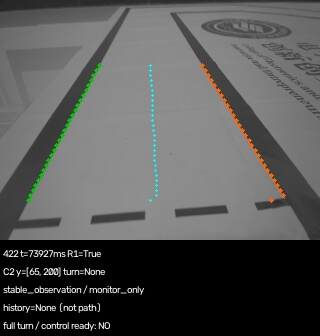 422 t=73927ms R1=True
C2 y=[65, 200] turn=None
stable_observation / monitor_only
history=None (not path)
full turn / control ready: NO